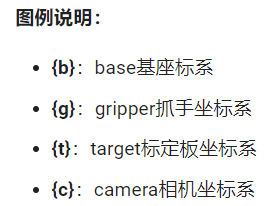 图例说明：
{b}：base基座标系
{g}：gripper抓手坐标系
{t}：target标定板坐标系
{c}：camera相机坐标系